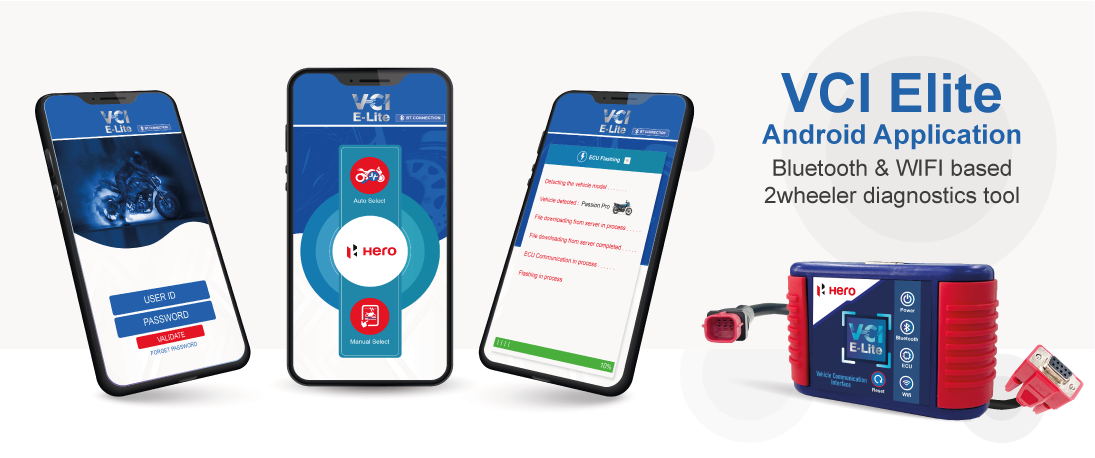 VCI
E-Lite
BT CONNECTION
USER ID
PASSWORD
VALIDATE
FORGET PASSWORD
VCI
E-Lite
BT CONNECTION
Auto Select
Hero
Manual Select
VCI
E-Lite
BT CONNECTION
ECU Flashing
Detecting the vehicle model . . . . . . .
Vehicle detected : Passion Pro
File downloading from server in process . . . . . .
File downloading from server completed . . . . .
ECU Communication in process . . . . . .
Flashing in process
10%
VCI Elite
Android Application
Bluetooth & WIFI based
2wheeler diagnostics tool
Hero
VCI
E-Lite
Vehicle Communication
Interface
Reset
Power
Bluetooth
ECU
Wifi